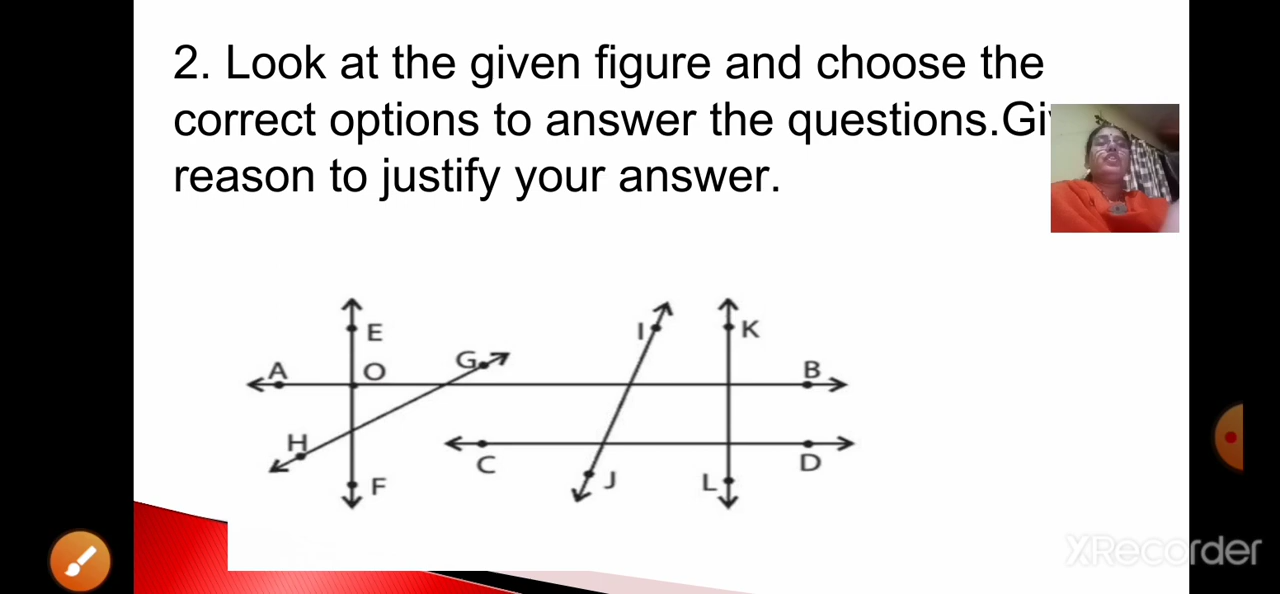 2. Look at the given figure and choose the
correct options to answer the questions.
reason to justify your answer.
E
K
I
A
O
G
B
H
C
D
F
J
L
XRecorder